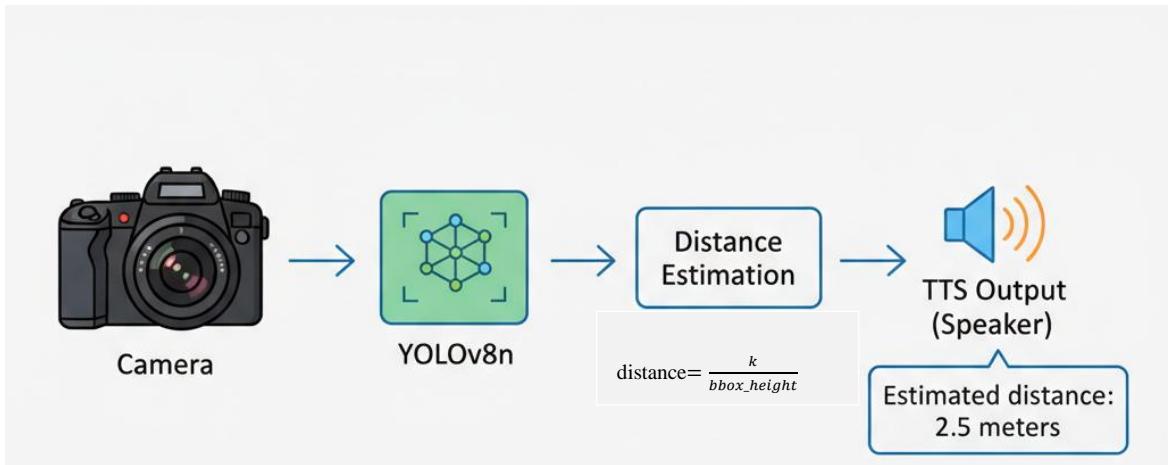 Camera
YOLOv8n
Distance
Estimation
distance= k / bbox_height
TTS Output
(Speaker)
Estimated distance:
2.5 meters